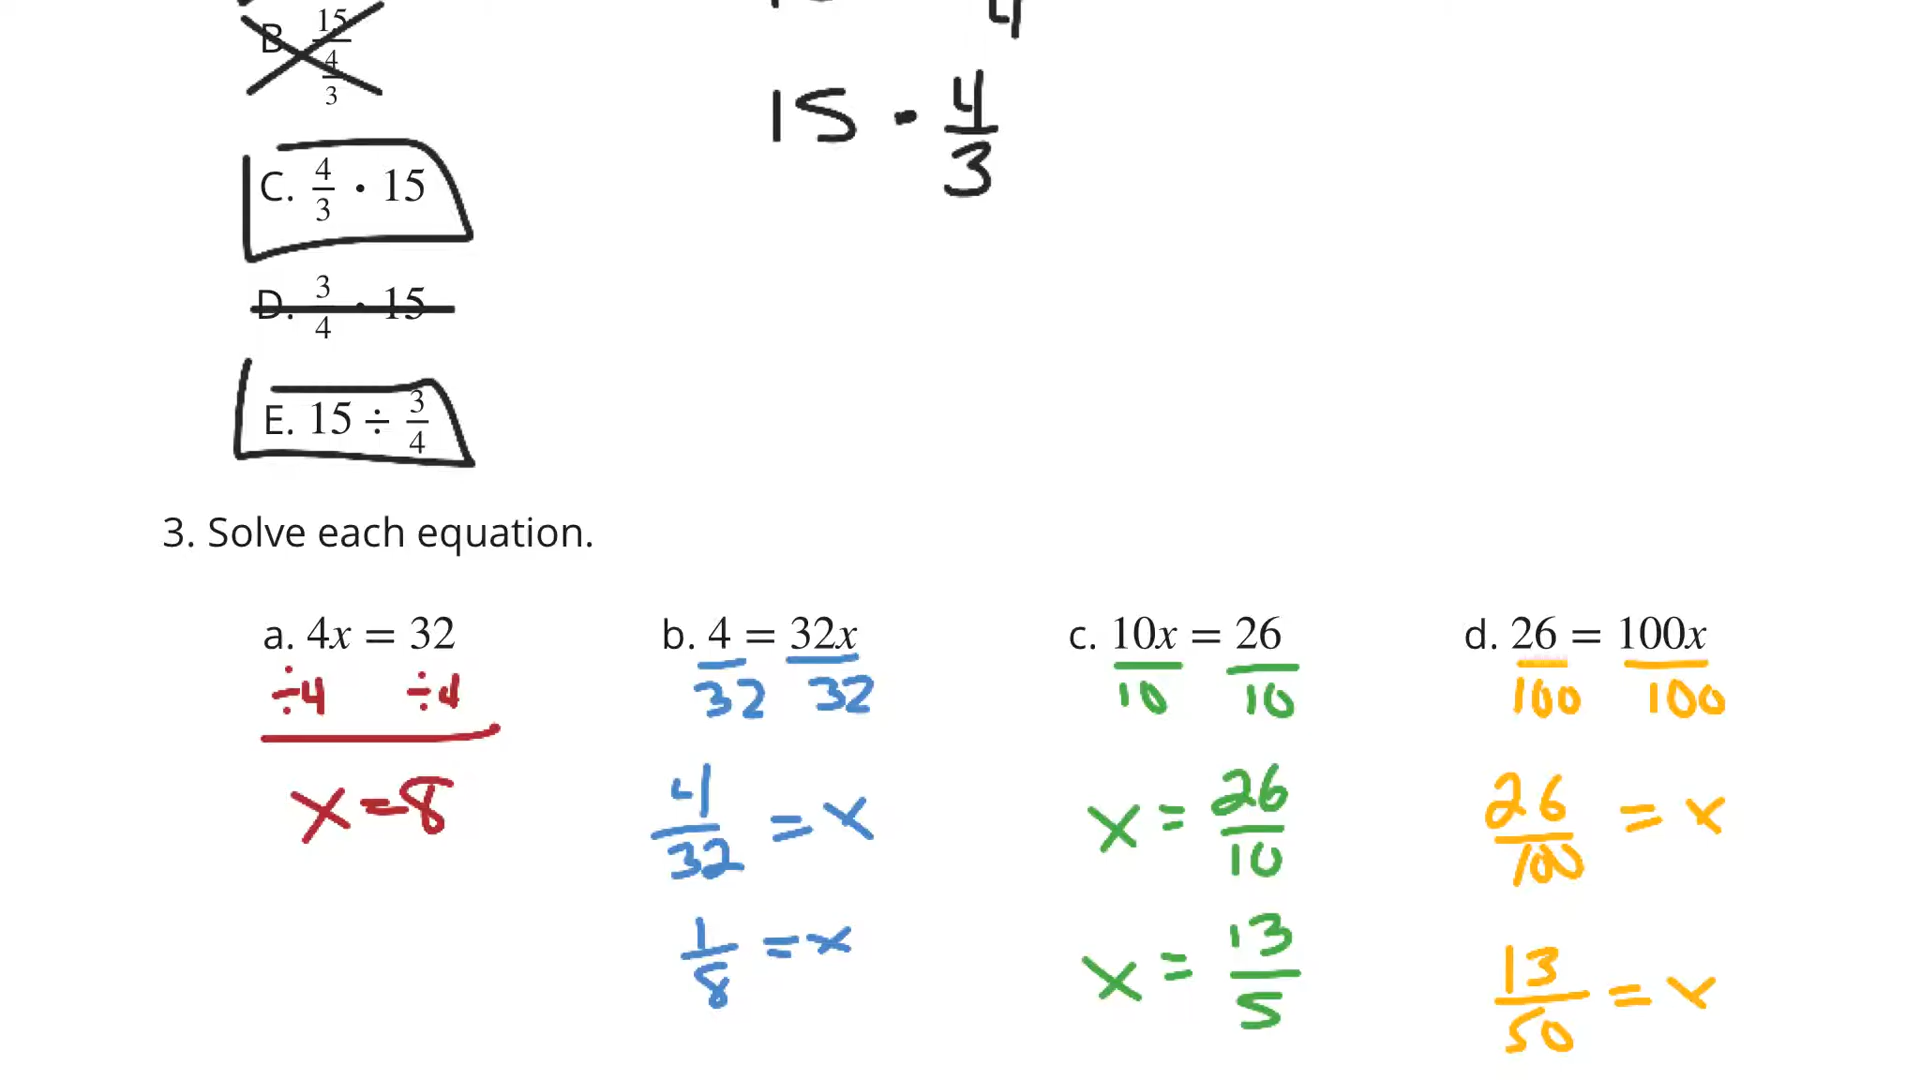 B 15/(4/3)
4
15 · 4/3
C. 4/3 · 15
D. 3/4 · 15
E. 15 ÷ 3/4
3. Solve each equation.
a. 4x = 32
÷4 ÷4
x = 8
b. 4 = 32x
32 32
4/32 = x
1/8 = x
c. 10x = 26
10 10
x = 26/10
x = 13/5
d. 26 = 100x
100 100
26/100 = x
13/50 = x